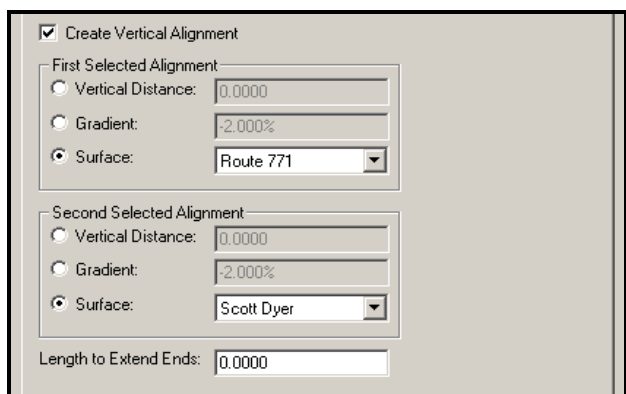 Create Vertical Alignment
First Selected Alignment
Vertical Distance: 0.0000
Gradient: -2.000%
Surface: Route 771
Second Selected Alignment
Vertical Distance: 0.0000
Gradient: -2.000%
Surface: Scott Dyer
Length to Extend Ends: 0.0000